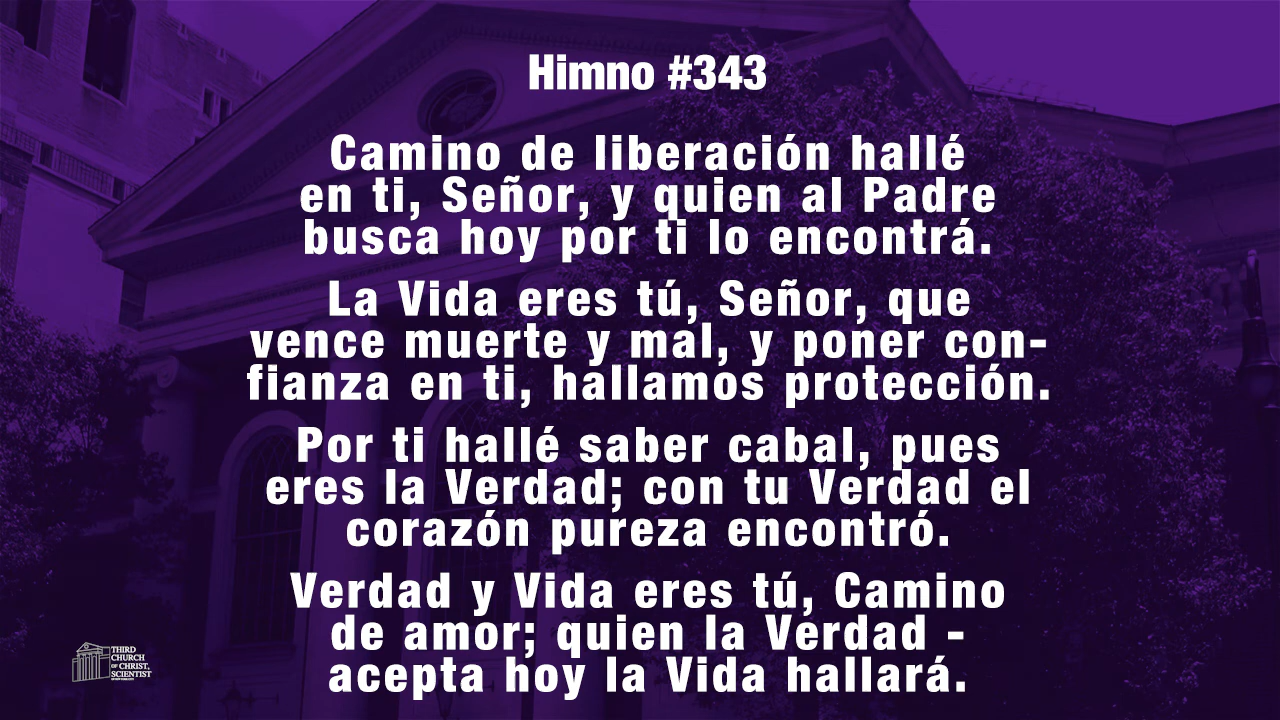 Himno #343
Camino de liberación hallé
en ti, Señor, y quien al Padre
busca hoy por ti lo encontrá.
La Vida eres tú, Señor, que
vence muerte y mal, y poner con-
fianza en ti, hallamos protección.
Por ti hallé saber cabal, pues
eres la Verdad; con tu Verdad el
corazón pureza encontró.
Verdad y Vida eres tú, Camino
de amor; quien la Verdad -
acepta hoy la Vida hallará.
THIRD
CHURCH
OF CHRIST,
SCIENTIST